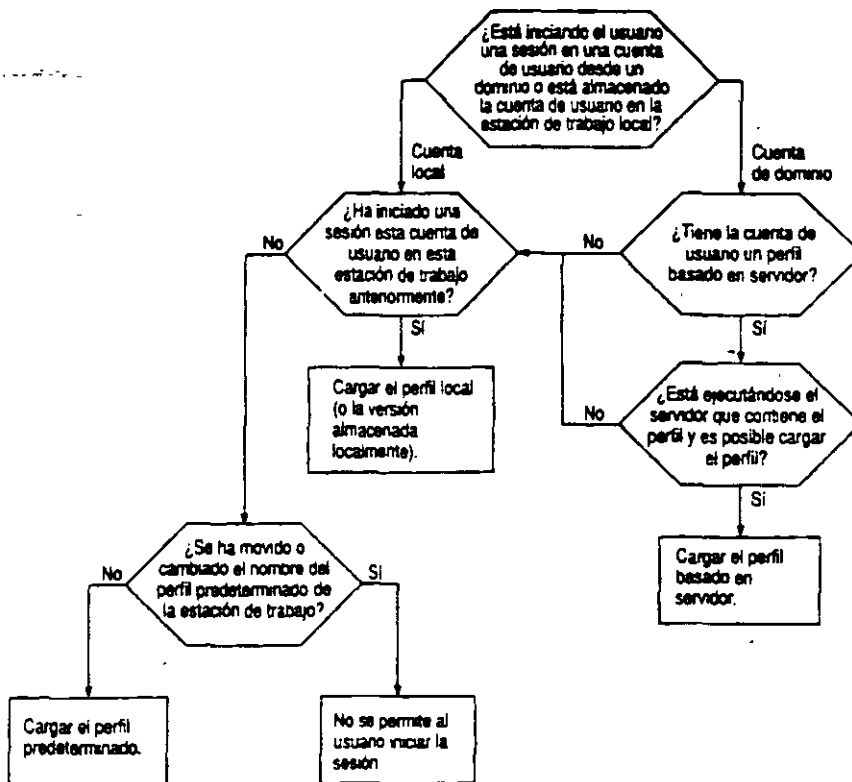 ¿Está iniciando el usuario
una sesión en una cuenta
de usuario desde un
dominio o está almacenado
la cuenta de usuario en la
estación de trabajo local?
Cuenta
local
Cuenta
de dominio
¿Ha iniciado una
sesión esta cuenta de
usuario en esta
estación de trabajo
anteriormente?
No
No
¿Tiene la cuenta de
usuario un perfil
basado en servidor?
Sí
Sí
Cargar el perfil local
(o la versión
almacenada
localmente).
No
¿Está ejecutándose el
servidor que contiene el
perfil y es posible cargar
el perfil?
Sí
Cargar el perfil
basado en
servidor.
¿Se ha movido o
cambiado el nombre del
perfil predeterminado de
la estación de trabajo?
No
Sí
Cargar el perfil
predeterminado.
No se permite al
usuario iniciar la
sesión